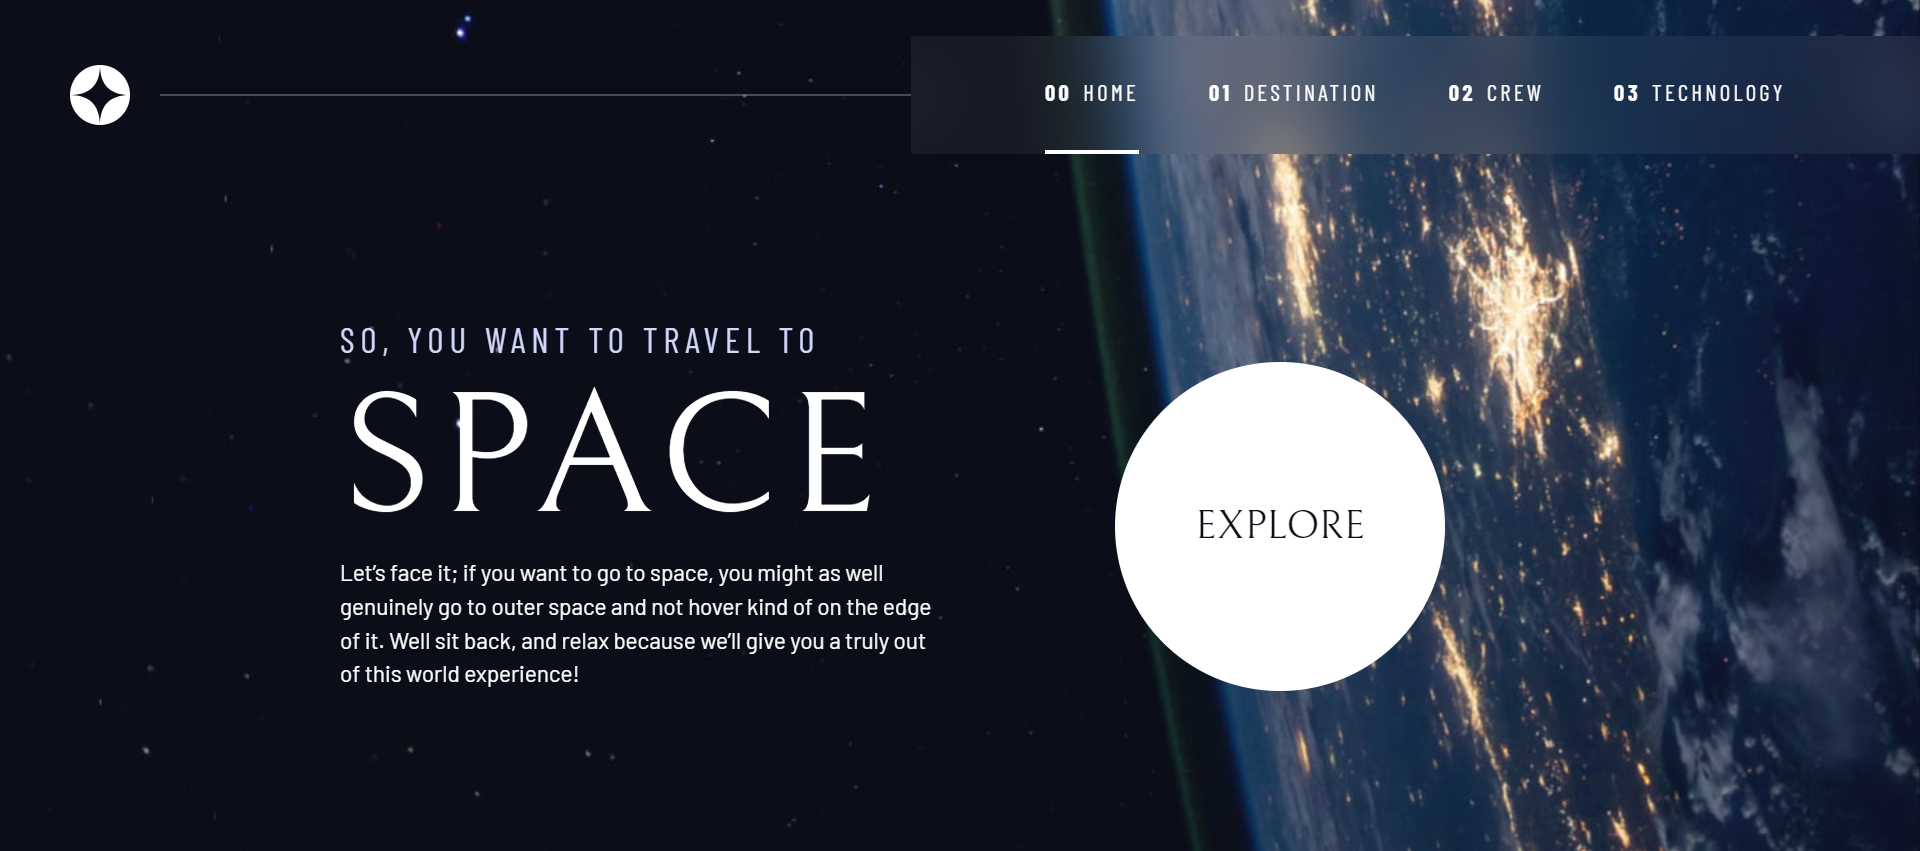 00 HOME 01 DESTINATION 02 CREW 03 TECHNOLOGY
SO, YOU WANT TO TRAVEL TO
SPACE
Let’s face it; if you want to go to space, you might as well
genuinely go to outer space and not hover kind of on the edge
of it. Well sit back, and relax because we’ll give you a truly out
of this world experience!
EXPLORE